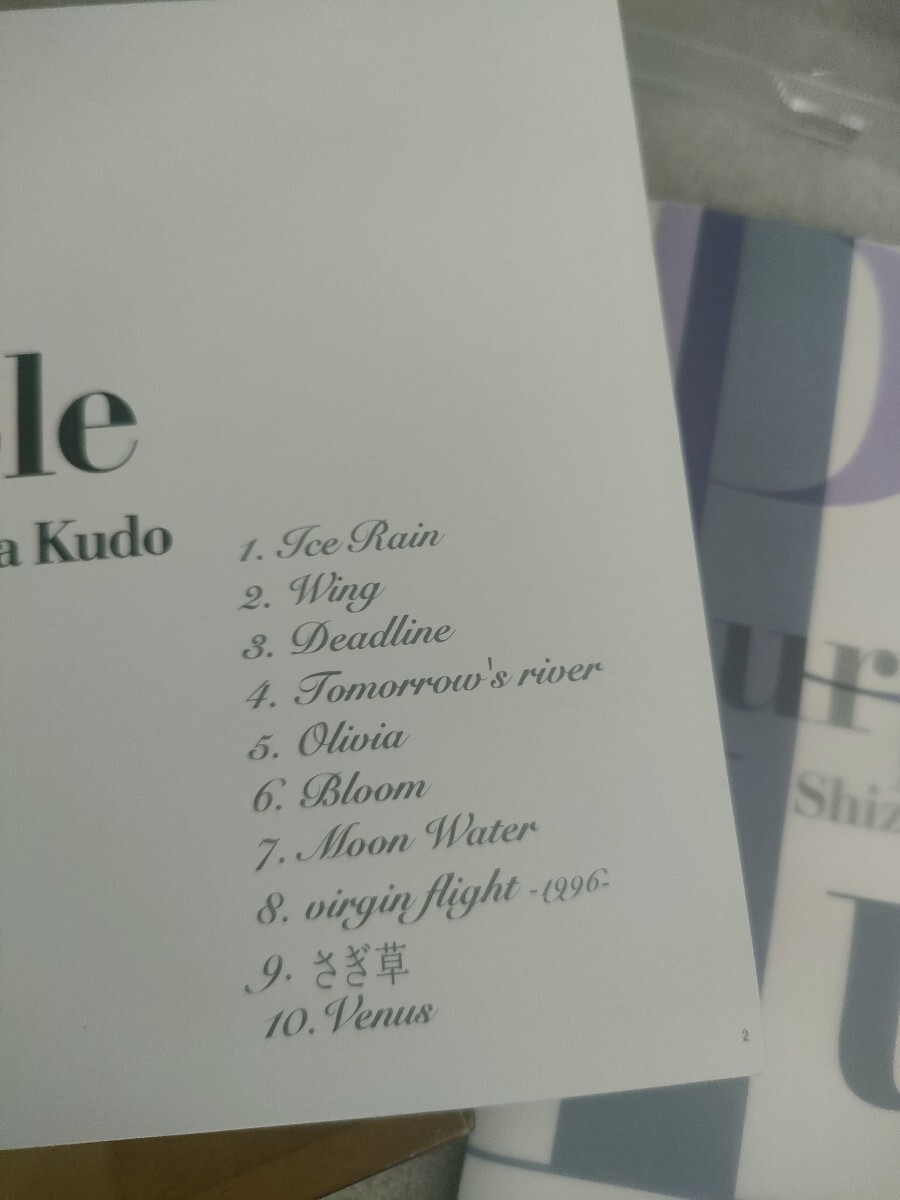 le
a Kudo
1. Ice Rain
2. Wing
3. Deadline
4. Tomorrow's river
5. Olivia
6. Bloom
7. Moon Water
8. virgin flight -1996-
9. さぎ草
10. Venus
2
ur
Shiz